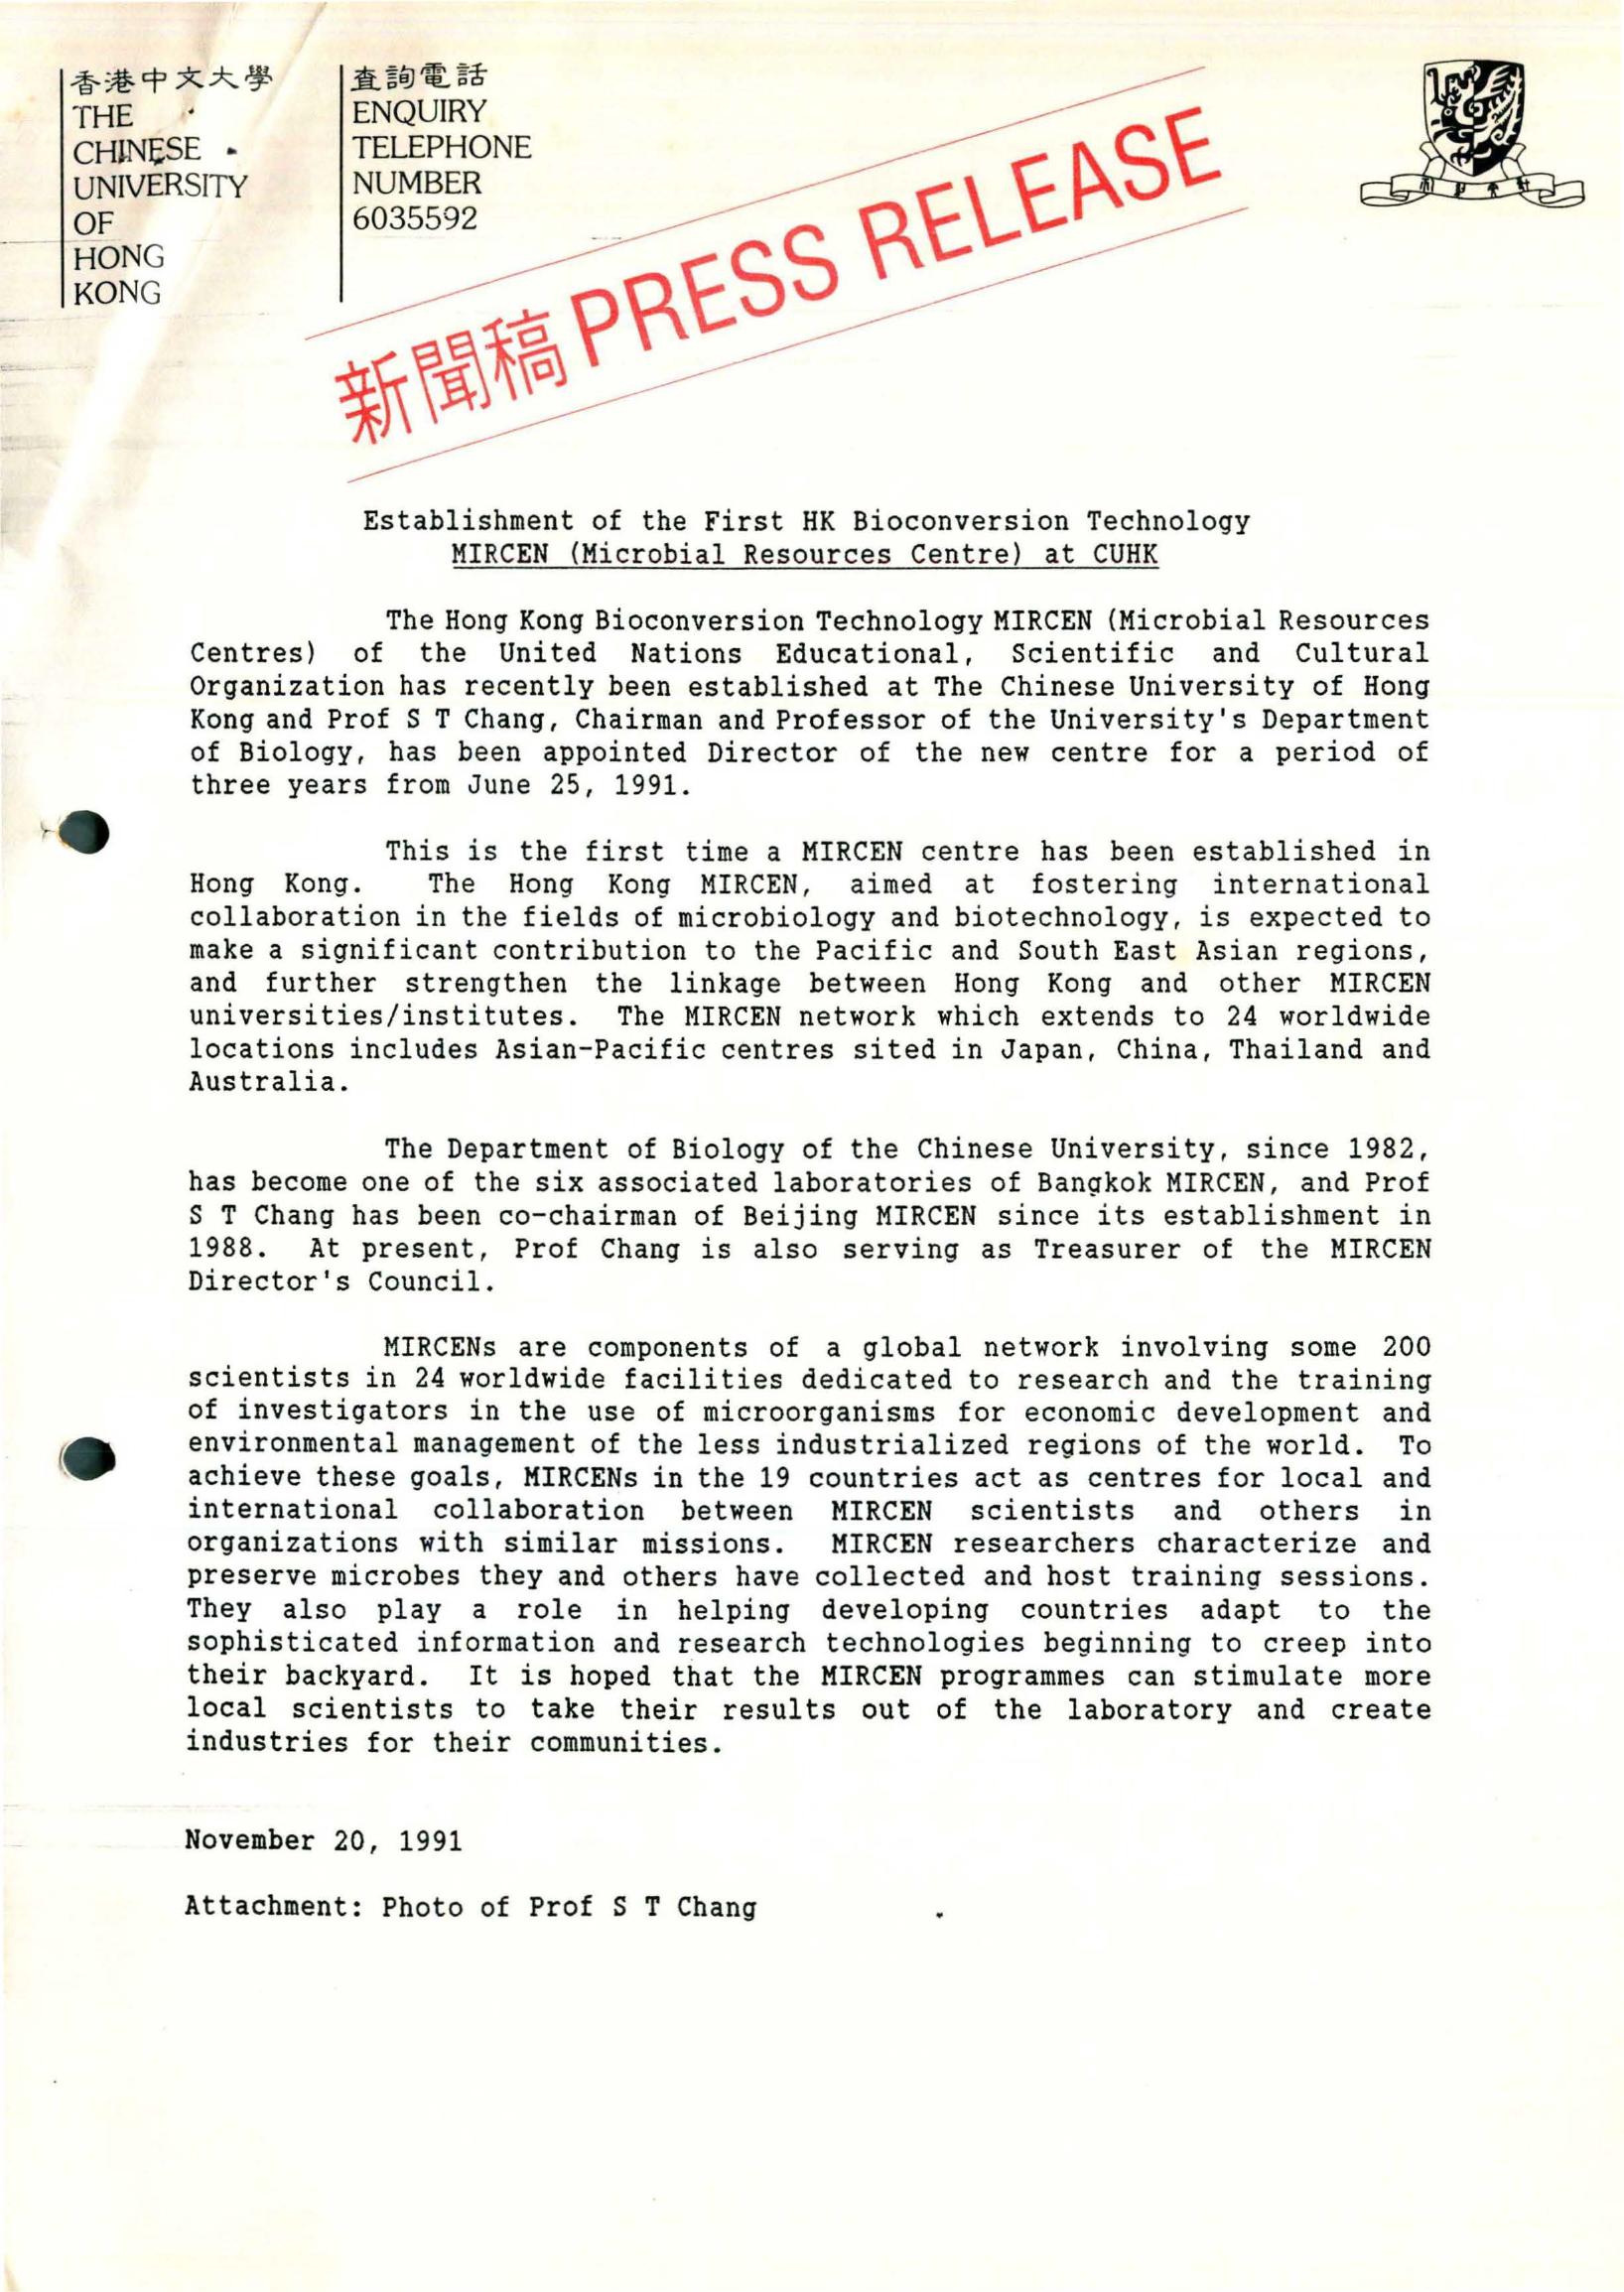 香港中文大學
THE
CHINESE
UNIVERSITY
OF
HONG
KONG
查詢電話
ENQUIRY
TELEPHONE
NUMBER
6035592
新聞稿 PRESS RELEASE
Establishment of the First HK Bioconversion Technology
MIRCEN (Microbial Resources Centre) at CUHK
The Hong Kong Bioconversion Technology MIRCEN (Microbial Resources
Centres) of the United Nations Educational, Scientific and Cultural
Organization has recently been established at The Chinese University of Hong
Kong and Prof S T Chang, Chairman and Professor of the University's Department
of Biology, has been appointed Director of the new centre for a period of
three years from June 25, 1991.
This is the first time a MIRCEN centre has been established in
Hong Kong. The Hong Kong MIRCEN, aimed at fostering international
collaboration in the fields of microbiology and biotechnology, is expected to
make a significant contribution to the Pacific and South East Asian regions,
and further strengthen the linkage between Hong Kong and other MIRCEN
universities/institutes. The MIRCEN network which extends to 24 worldwide
locations includes Asian-Pacific centres sited in Japan, China, Thailand and
Australia.
The Department of Biology of the Chinese University, since 1982,
has become one of the six associated laboratories of Bangkok MIRCEN, and Prof
S T Chang has been co-chairman of Beijing MIRCEN since its establishment in
1988. At present, Prof Chang is also serving as Treasurer of the MIRCEN
Director's Council.
MIRCENs are components of a global network involving some 200
scientists in 24 worldwide facilities dedicated to research and the training
of investigators in the use of microorganisms for economic development and
environmental management of the less industrialized regions of the world. To
achieve these goals, MIRCENs in the 19 countries act as centres for local and
international collaboration between MIRCEN scientists and others in
organizations with similar missions. MIRCEN researchers characterize and
preserve microbes they and others have collected and host training sessions.
They also play a role in helping developing countries adapt to the
sophisticated information and research technologies beginning to creep into
their backyard. It is hoped that the MIRCEN programmes can stimulate more
local scientists to take their results out of the laboratory and create
industries for their communities.
November 20, 1991
Attachment: Photo of Prof S T Chang